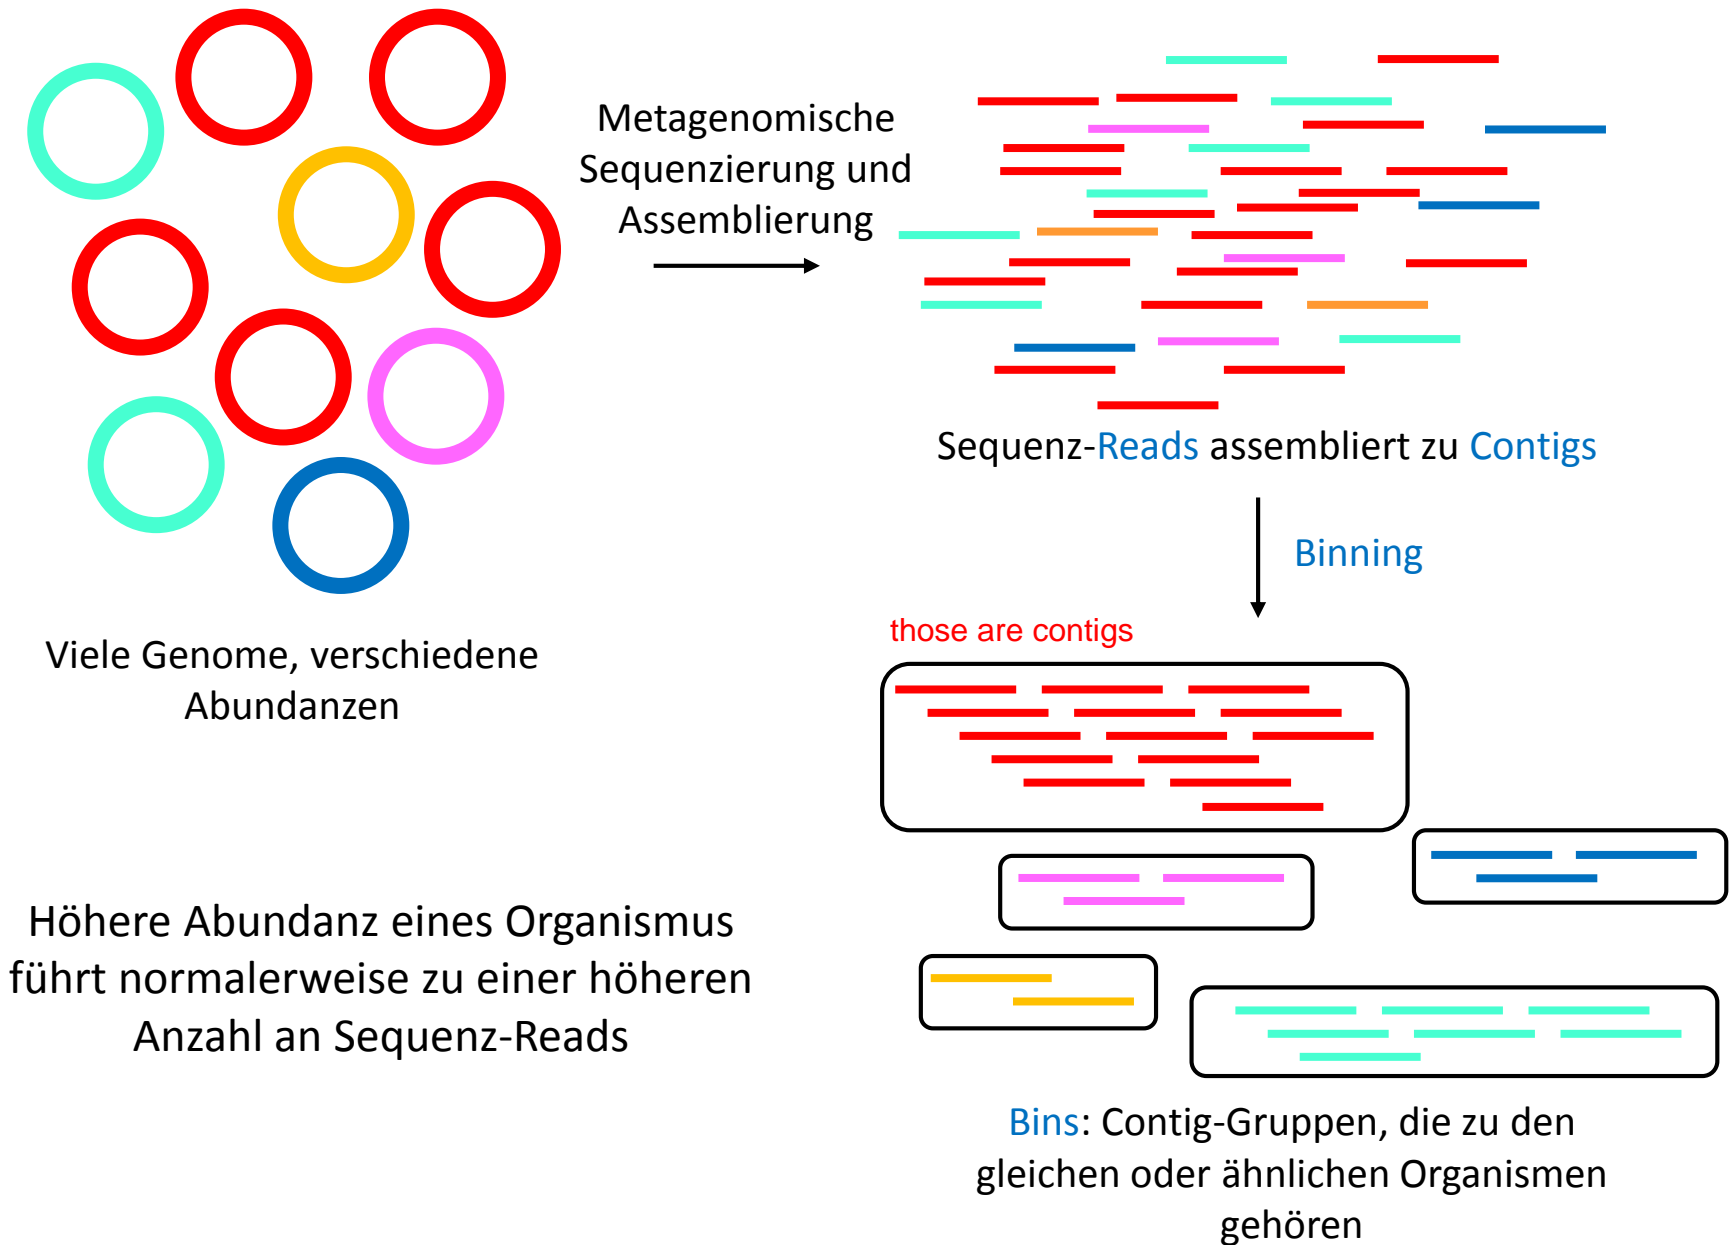 Metagenomische
Sequenzierung und
Assemblierung
Sequenz-Reads assembliert zu Contigs
Binning
those are contigs
Viele Genome, verschiedene
Abundanzen
Höhere Abundanz eines Organismus
führt normalerweise zu einer höheren
Anzahl an Sequenz-Reads
Bins: Contig-Gruppen, die zu den
gleichen oder ähnlichen Organismen
gehören